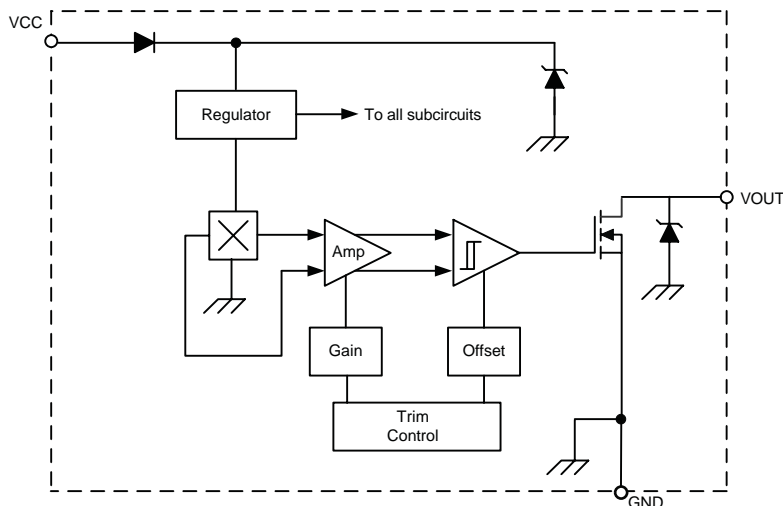 VCC
Regulator
To all subcircuits
VOUT
Amp
Gain
Offset
Trim
Control
GND